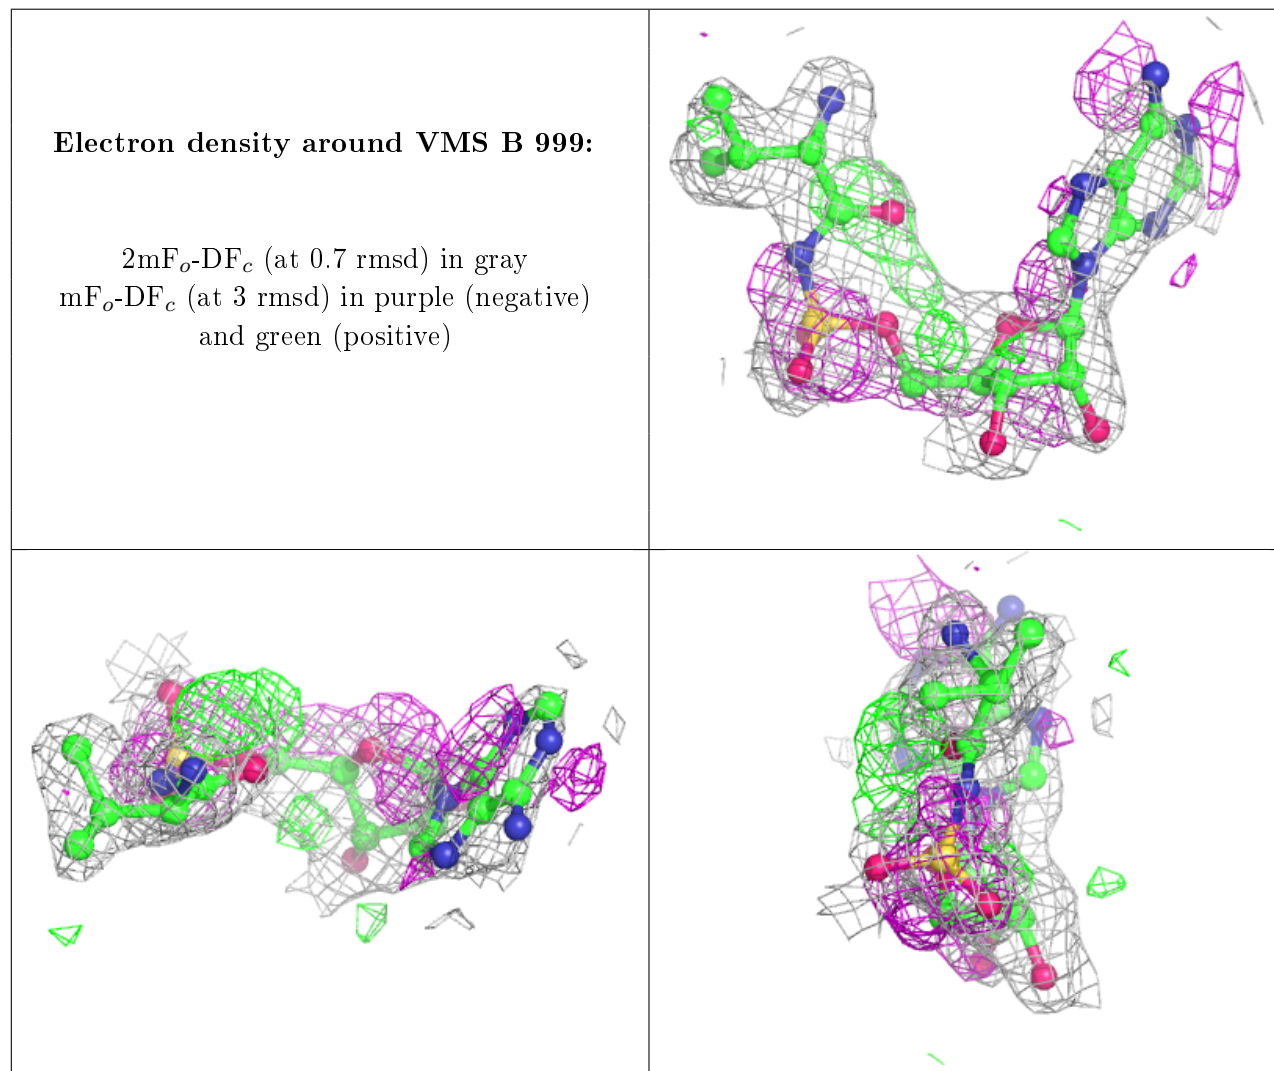 Electron density around VMS B 999:
2mFₒ-DF𝒸 (at 0.7 rmsd) in gray
mFₒ-DF𝒸 (at 3 rmsd) in purple (negative)
and green (positive)